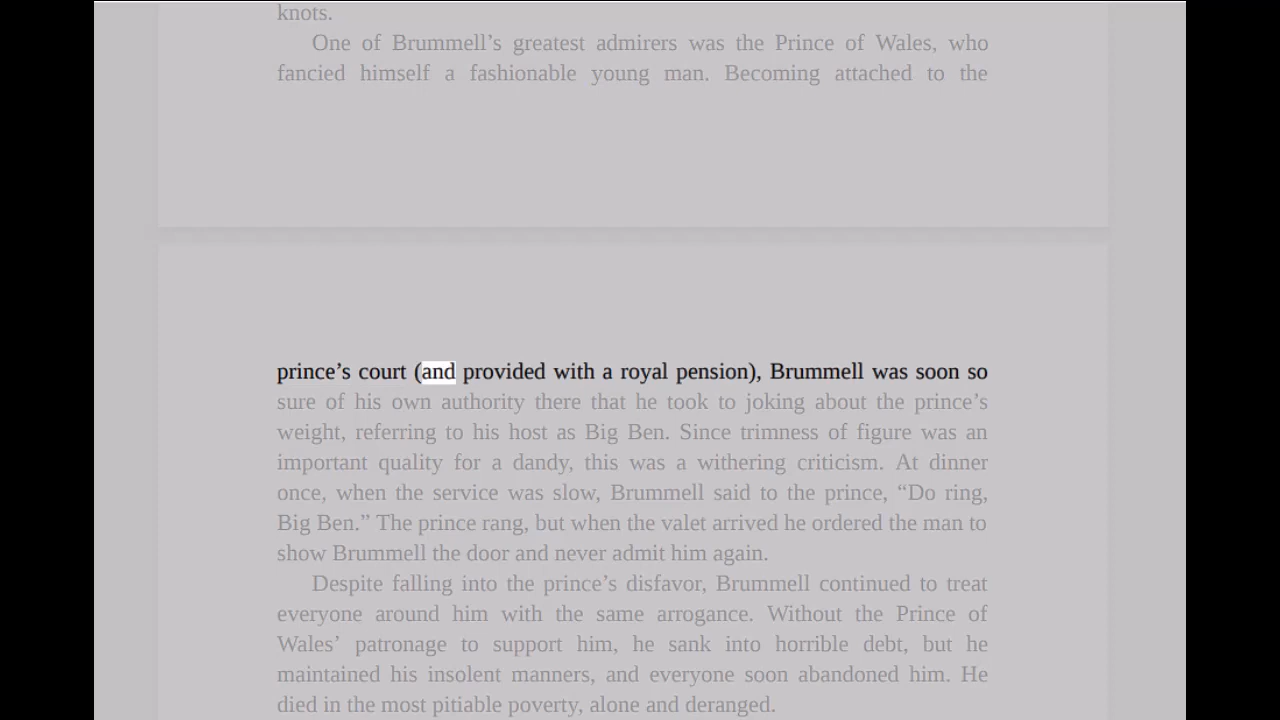 knots.
One of Brummell’s greatest admirers was the Prince of Wales, who
fancied himself a fashionable young man. Becoming attached to the
prince’s court (and provided with a royal pension), Brummell was soon so
sure of his own authority there that he took to joking about the prince’s
weight, referring to his host as Big Ben. Since trimness of figure was an
important quality for a dandy, this was a withering criticism. At dinner
once, when the service was slow, Brummell said to the prince, “Do ring,
Big Ben.” The prince rang, but when the valet arrived he ordered the man to
show Brummell the door and never admit him again.
Despite falling into the prince’s disfavor, Brummell continued to treat
everyone around him with the same arrogance. Without the Prince of
Wales’ patronage to support him, he sank into horrible debt, but he
maintained his insolent manners, and everyone soon abandoned him. He
died in the most pitiable poverty, alone and deranged.